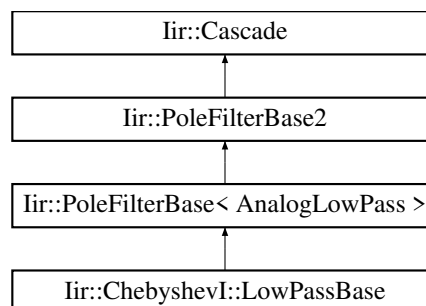 Iir::Cascade
Iir::PoleFilterBase2
Iir::PoleFilterBase< AnalogLowPass >
Iir::ChebyshevI::LowPassBase